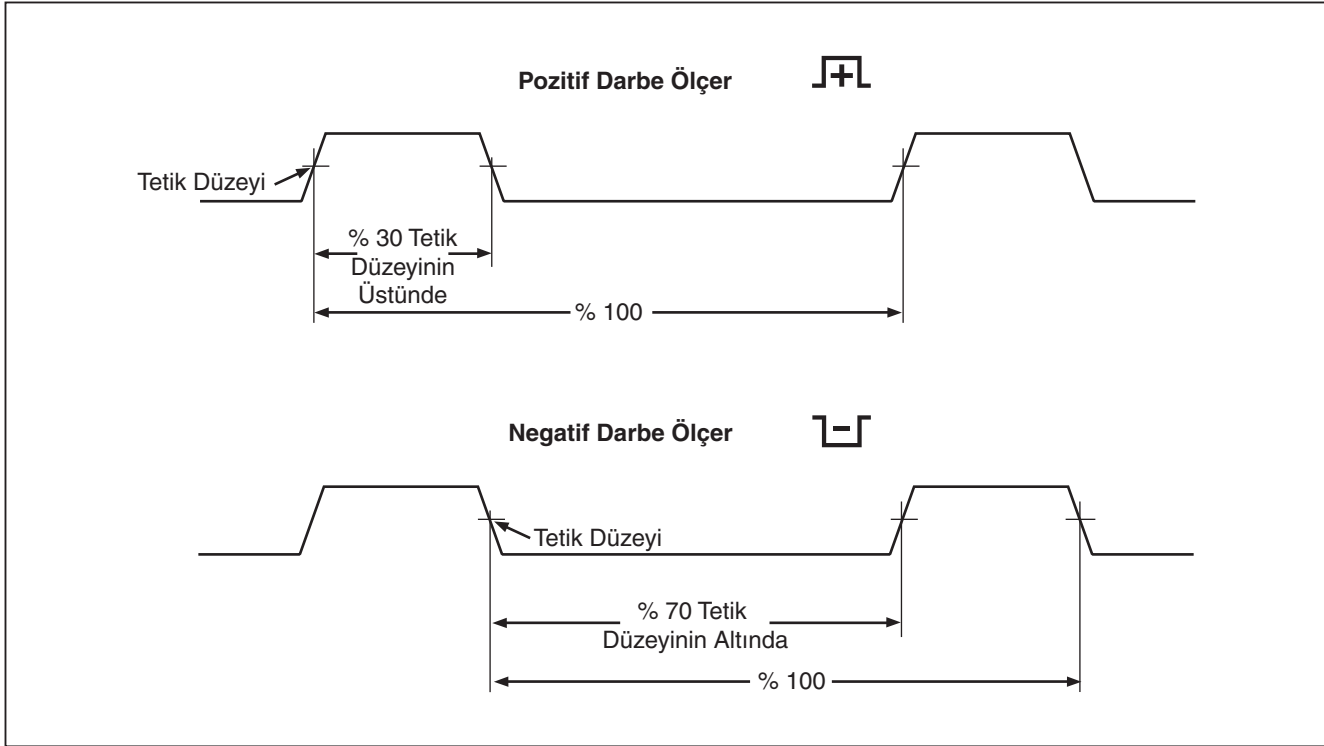 Pozitif Darbe Ölçer
Tetik Düzeyi
% 30 Tetik
Düzeyinin
Üstünde
% 100
Negatif Darbe Ölçer
Tetik Düzeyi
% 70 Tetik
Düzeyinin Altında
% 100